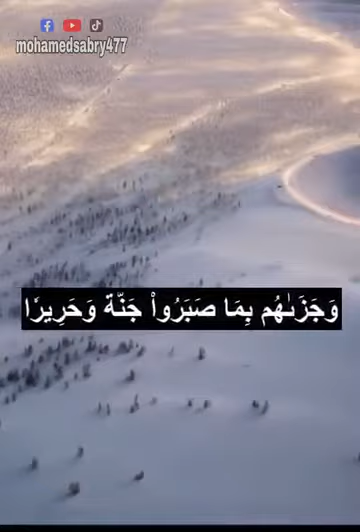 mohamedsabry477
وَجَزَىٰهُم بِمَا صَبَرُوا۟ جَنَّة وَحَرِيرًا